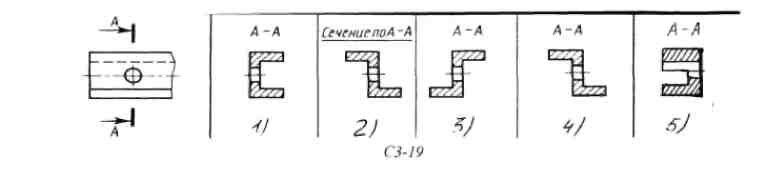 А
А
А – А
Сечение по А – А
А – А
А – А
А – А
1)
2)
3)
4)
5)
С3-19